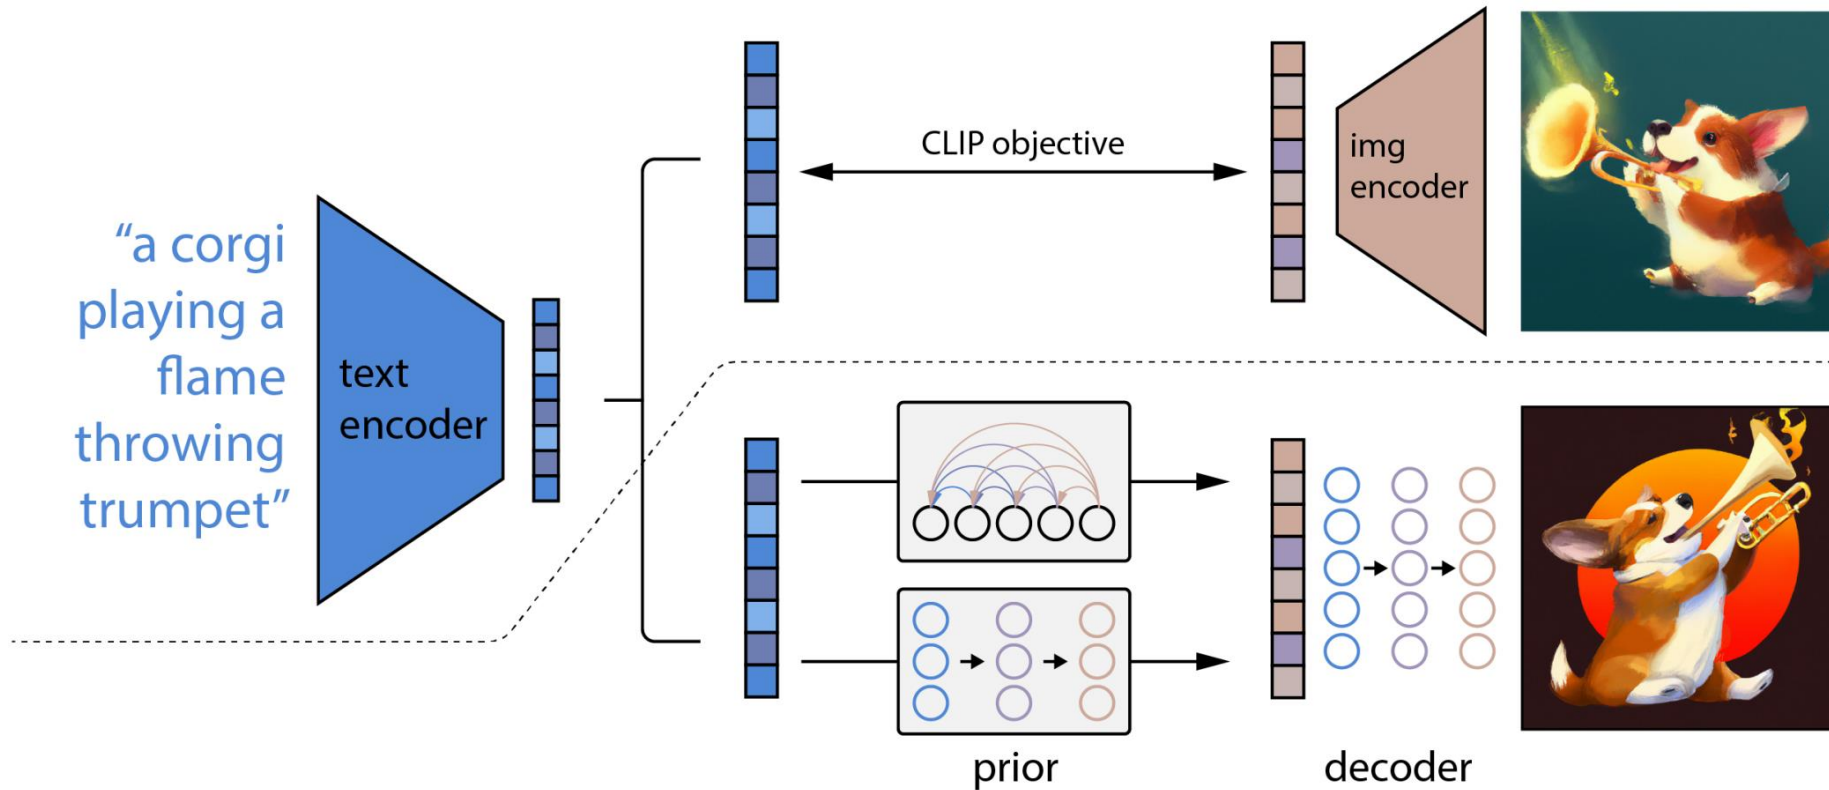 “a corgi
playing a
flame
throwing
trumpet”
text
encoder
CLIP objective
img
encoder
prior
decoder